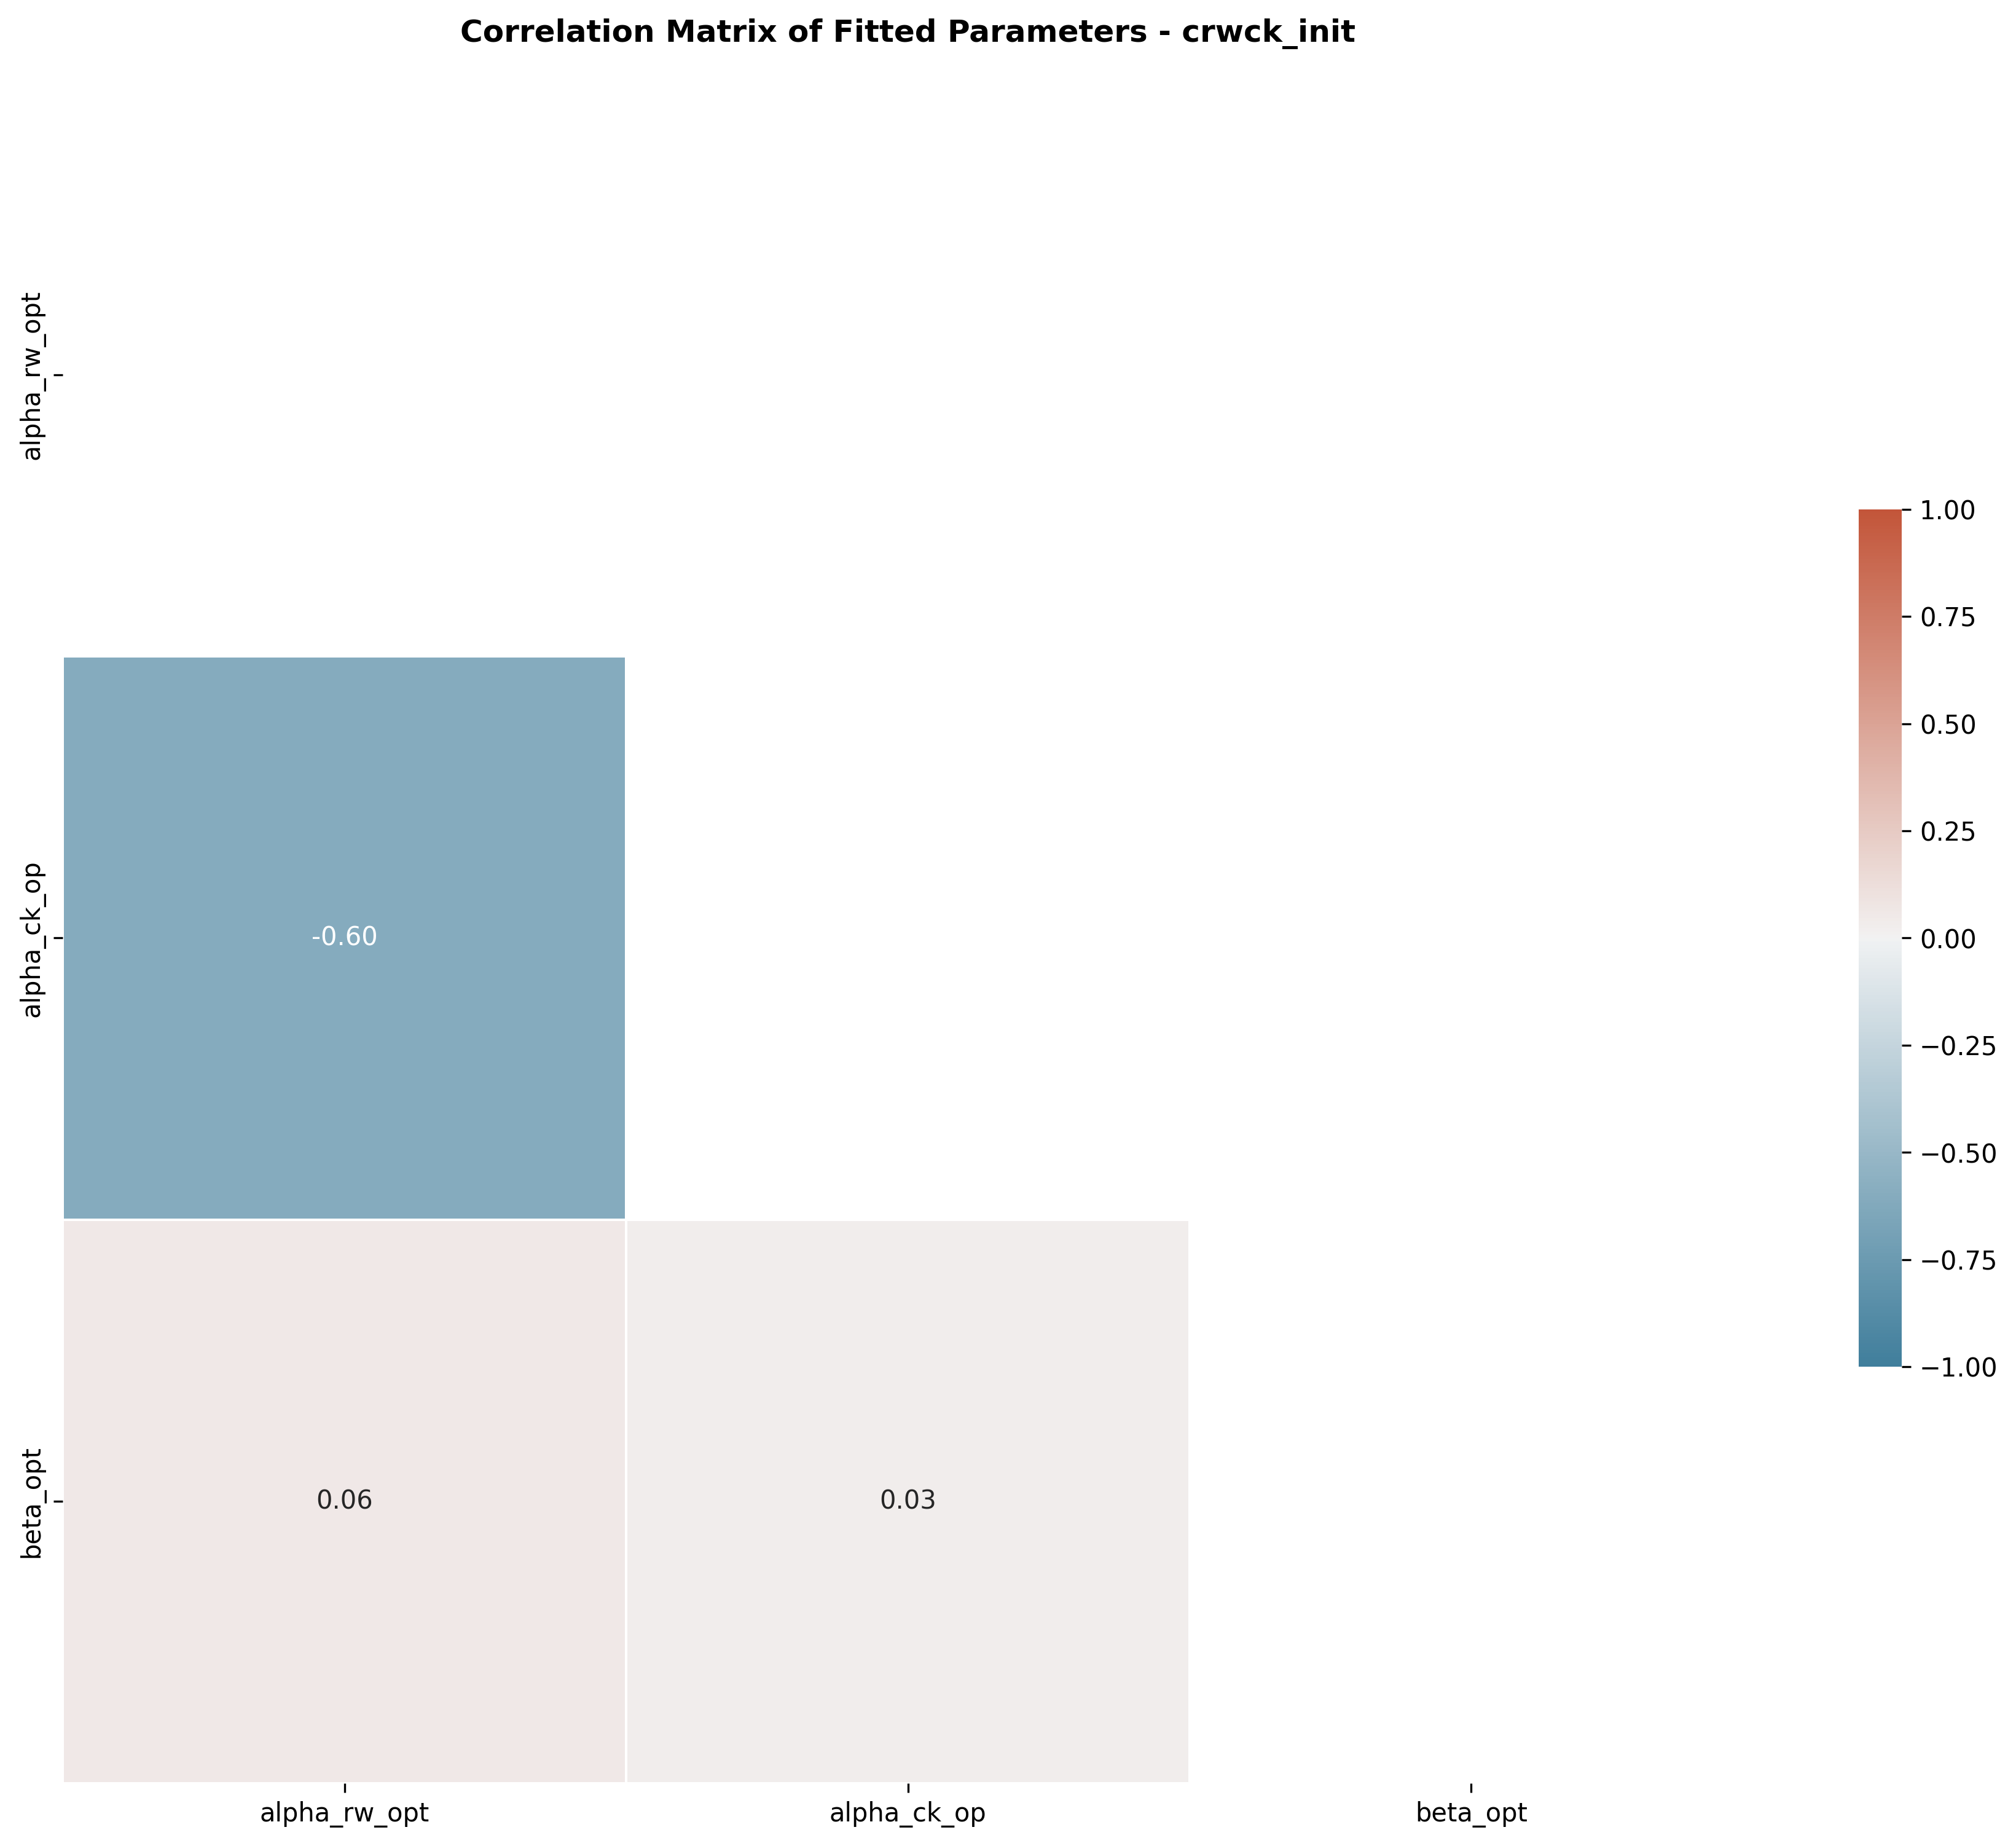 Correlation Matrix of Fitted Parameters - crwck_init
alpha_rw_opt
alpha_ck_op
beta_opt
-0.60
0.06
0.03
alpha_rw_opt
alpha_ck_op
beta_opt
1.00
0.75
0.50
0.25
0.00
−0.25
−0.50
−0.75
−1.00